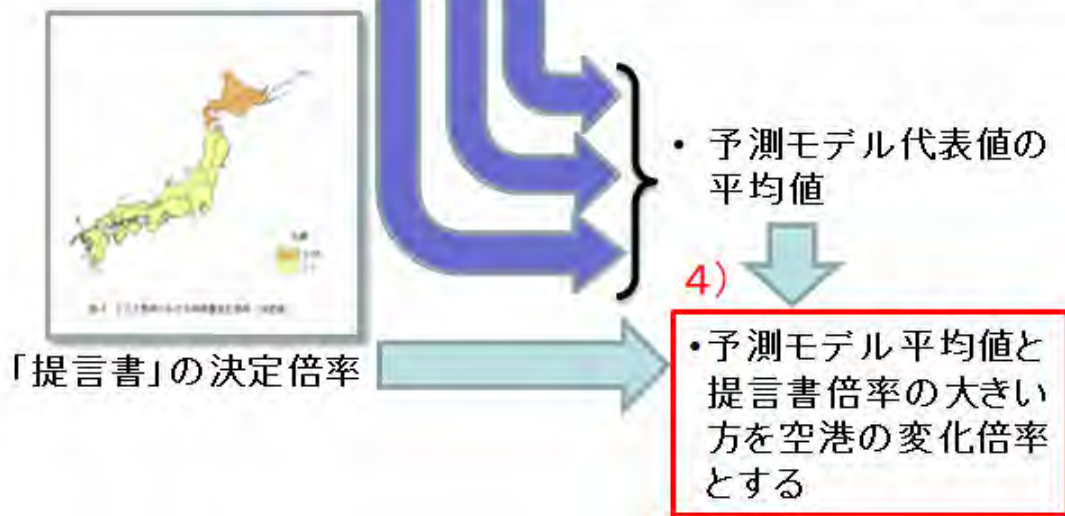 ・ 予測モデル代表値の
平均値
4）
「提言書」の決定倍率
・予測モデル平均値と
提言書倍率の大きい
方を空港の変化倍率
とする